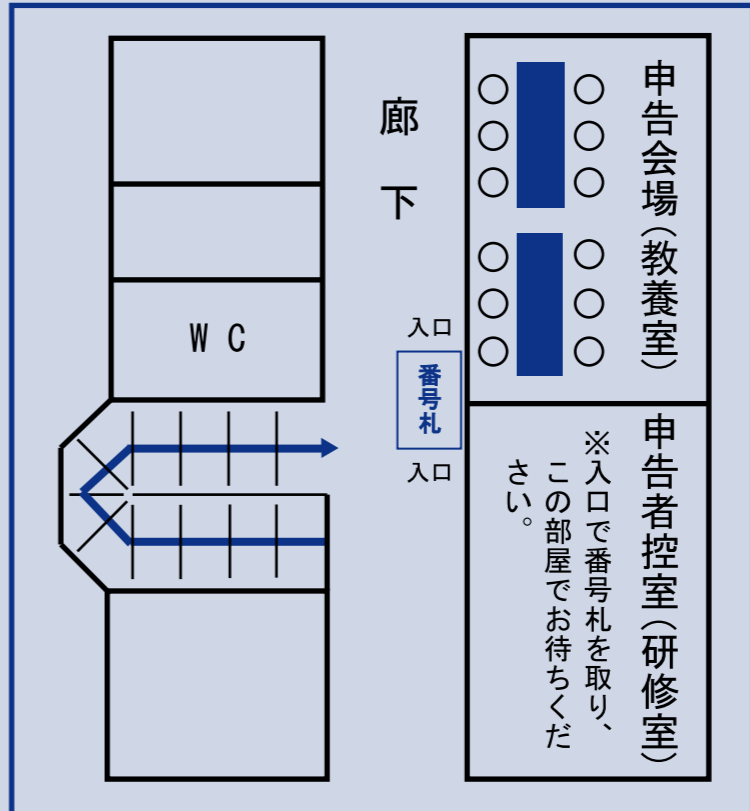 申告会場(教養室)
廊下
WC
入口
番号札
入口
申告者控室(研修室)
※入口で番号札を取り、
この部屋でお待ちくだ
さい。